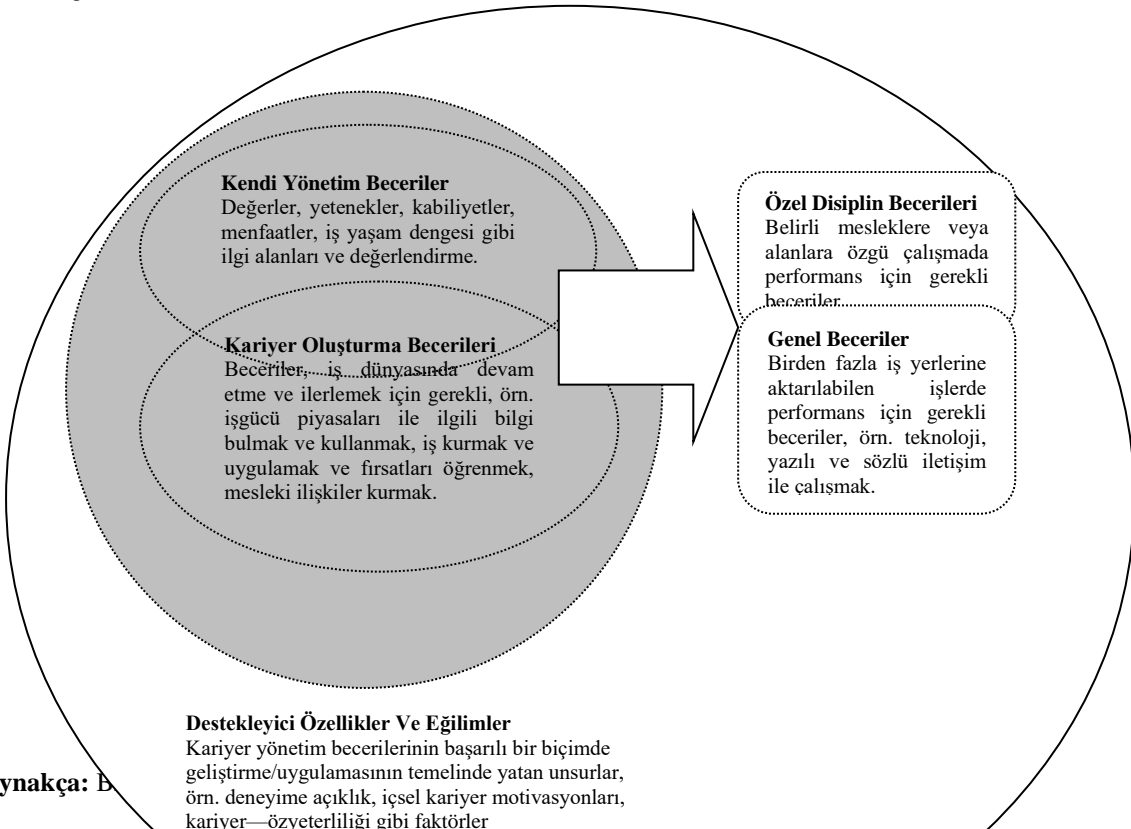 Kendi Yönetim Beceriler
Değerler, yetenekler, kabiliyetler,
menfaatler, iş yaşam dengesi gibi
ilgi alanları ve değerlendirme.
Kariyer Oluşturma Becerileri
Beceriler, iş dünyasında devam
etme ve ilerlemek için gerekli, örn.
işgücü piyasaları ile ilgili bilgi
bulmak ve kullanmak, iş kurmak ve
uygulamak ve fırsatları öğrenmek,
mesleki ilişkiler kurmak.
Özel Disiplin Becerileri
Belirli mesleklere veya
alanlara özgü çalışmada
performans için gerekli
beceriler
Genel Beceriler
Birden fazla iş yerlerine
aktarılabilen işlerde
performans için gerekli
beceriler, örn. teknoloji,
yazılı ve sözlü iletişim
ile çalışmak.
Destekleyici Özellikler Ve Eğilimler
Kariyer yönetim becerilerinin başarılı bir biçimde
geliştirme/uygulamasının temelinde yatan unsurlar,
örn. deneyime açıklık, içsel kariyer motivasyonları,
kariyer—özyeterliliği gibi faktörler
ynakça: B